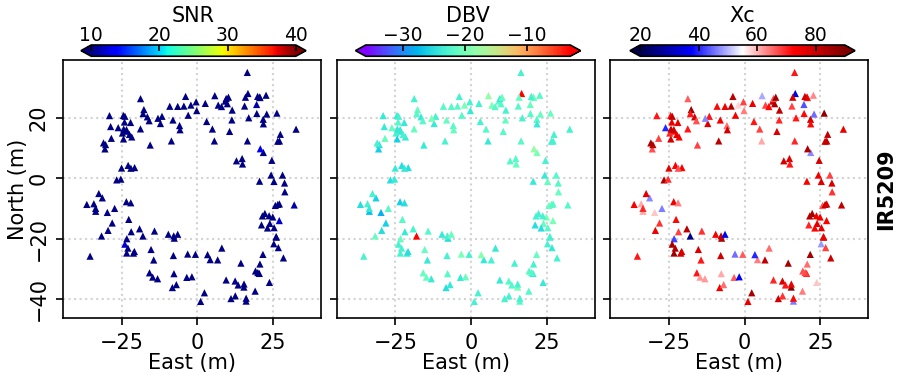 SNR DBV Xc
10 20 30 40 −30 −20 −10 20 40 60 80
North (m)
20
0
−20
−40
−25 0 25 −25 0 25 −25 0 25
East (m) East (m) East (m)
IR5209